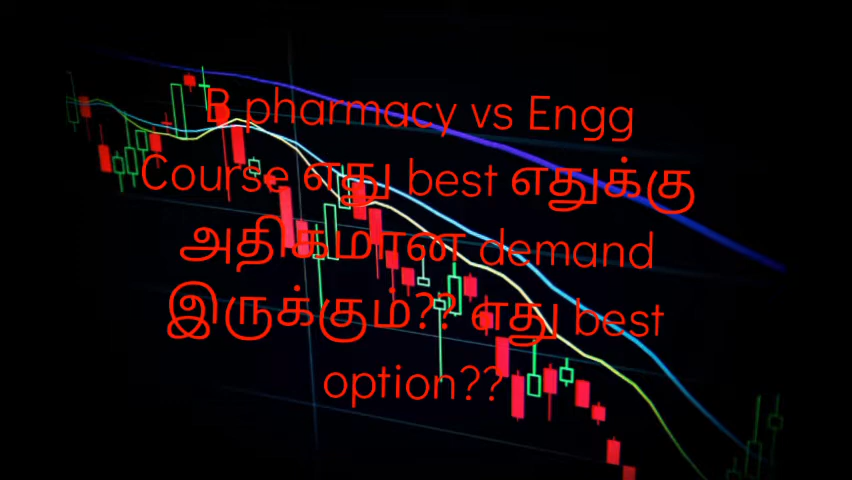 B pharmacy vs Engg
Course எது best எதுக்கு
அதிகமான demand
இருக்கும்?? எது best
option??